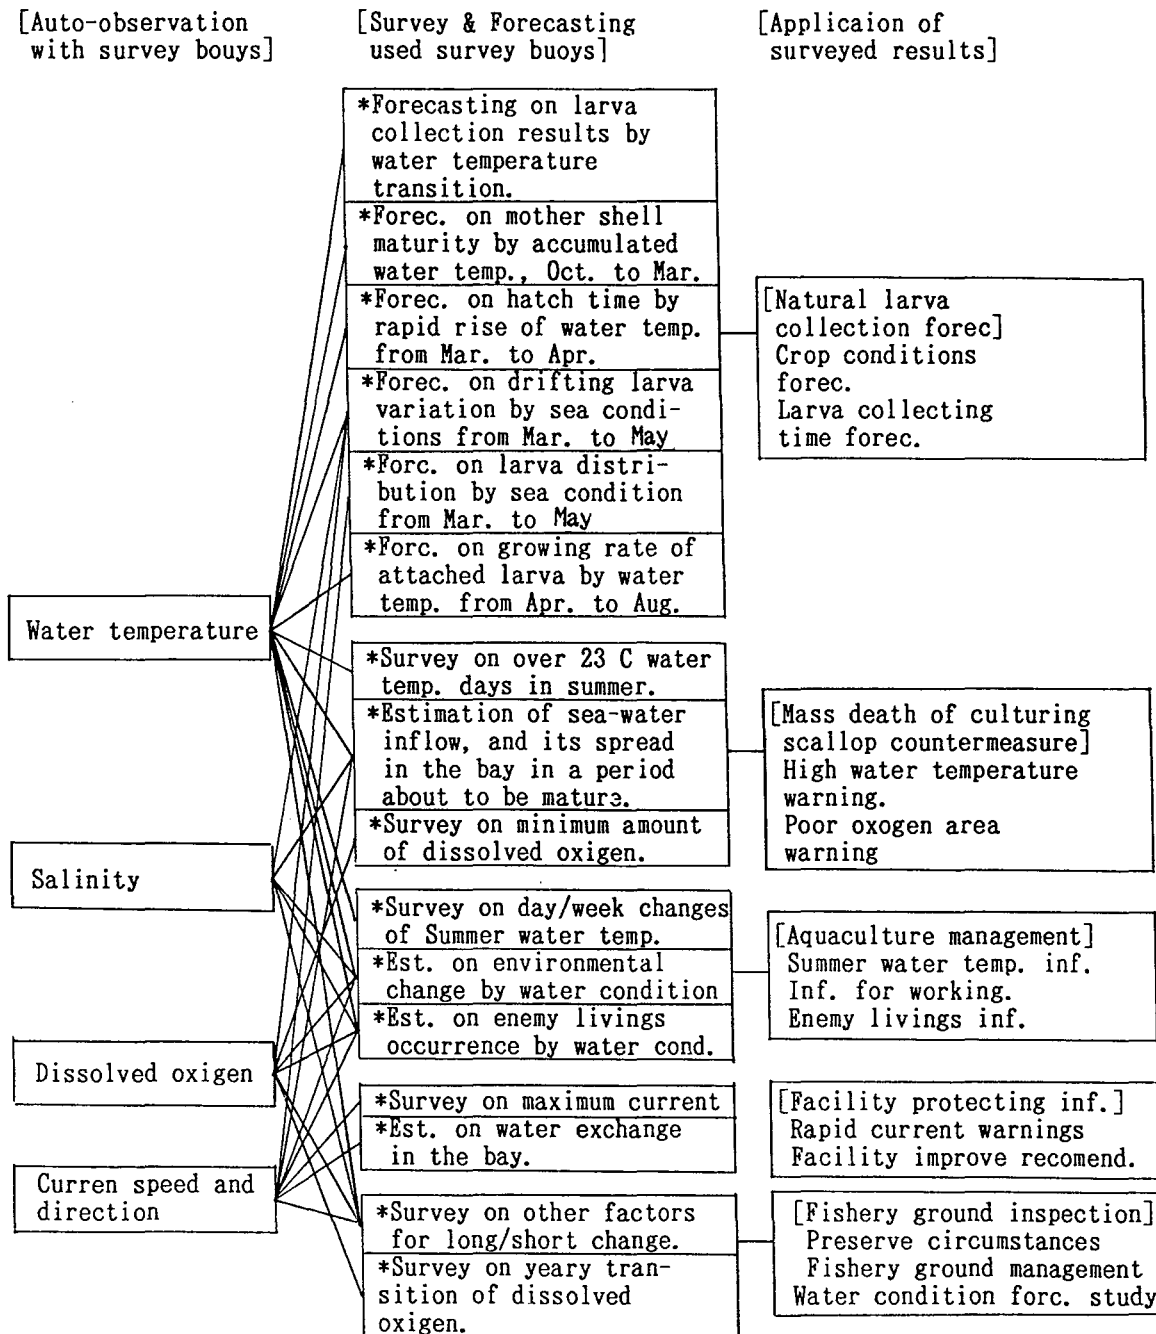 [Auto-observation
with survey bouys]
[Survey & Forecasting
used survey buoys]
[Applicaion of
surveyed results]
*Forecasting on larva
collection results by
water temperature
transition.
*Forec. on mother shell
maturity by accumulated
water temp., Oct. to Mar.
*Forec. on hatch time by
rapid rise of water temp.
from Mar. to Apr.
*Forec. on drifting larva
variation by sea condi-
tions from Mar. to May
*Forc. on larva distri-
bution by sea condition
from Mar. to May
*Forc. on growing rate of
attached larva by water
temp. from Apr. to Aug.
[Natural larva
collection forec]
Crop conditions
forec.
Larva collecting
time forec.
Water temperature
*Survey on over 23 C water
temp. days in summer.
*Estimation of sea-water
inflow, and its spread
in the bay in a period
about to be mature.
*Survey on minimum amount
of dissolved oxigen.
[Mass death of culturing
scallop countermeasure]
High water temperature
warning.
Poor oxogen area
warning
Salinity
*Survey on day/week changes
of Summer water temp.
*Est. on environmental
change by water condition
*Est. on enemy livings
occurrence by water cond.
[Aquaculture management]
Summer water temp. inf.
Inf. for working.
Enemy livings inf.
Dissolved oxigen
*Survey on maximum current
*Est. on water exchange
in the bay.
[Facility protecting inf.]
Rapid current warnings
Facility improve recomend.
Curren speed and
direction
*Survey on other factors
for long/short change.
*Survey on yeary tran-
sition of dissolved
oxigen.
[Fishery ground inspection]
Preserve circumstances
Fishery ground management
Water condition forc. study